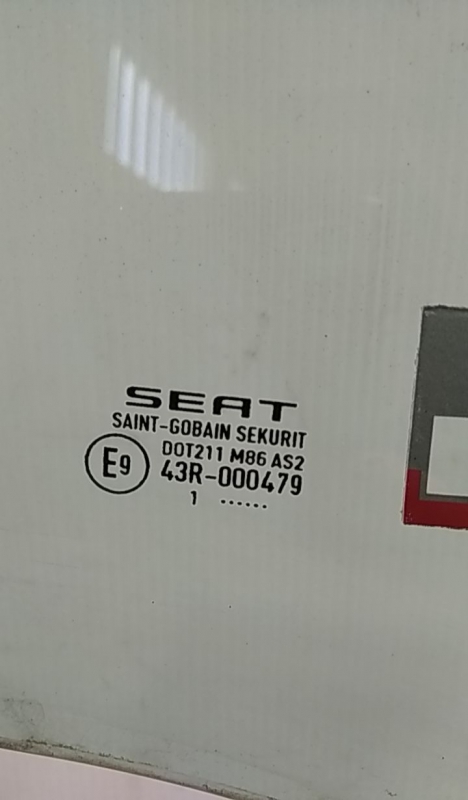 SEAT
SAINT-GOBAIN SEKURIT
E9
DOT211 M86 AS2
43R-000479
1 ......